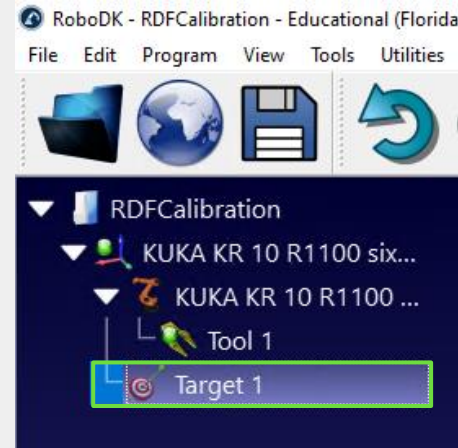 RoboDK - RDFCalibration - Educational (Florida
File Edit Program View Tools Utilities
RDFCalibration
KUKA KR 10 R1100 six...
KUKA KR 10 R1100 ...
Tool 1
Target 1